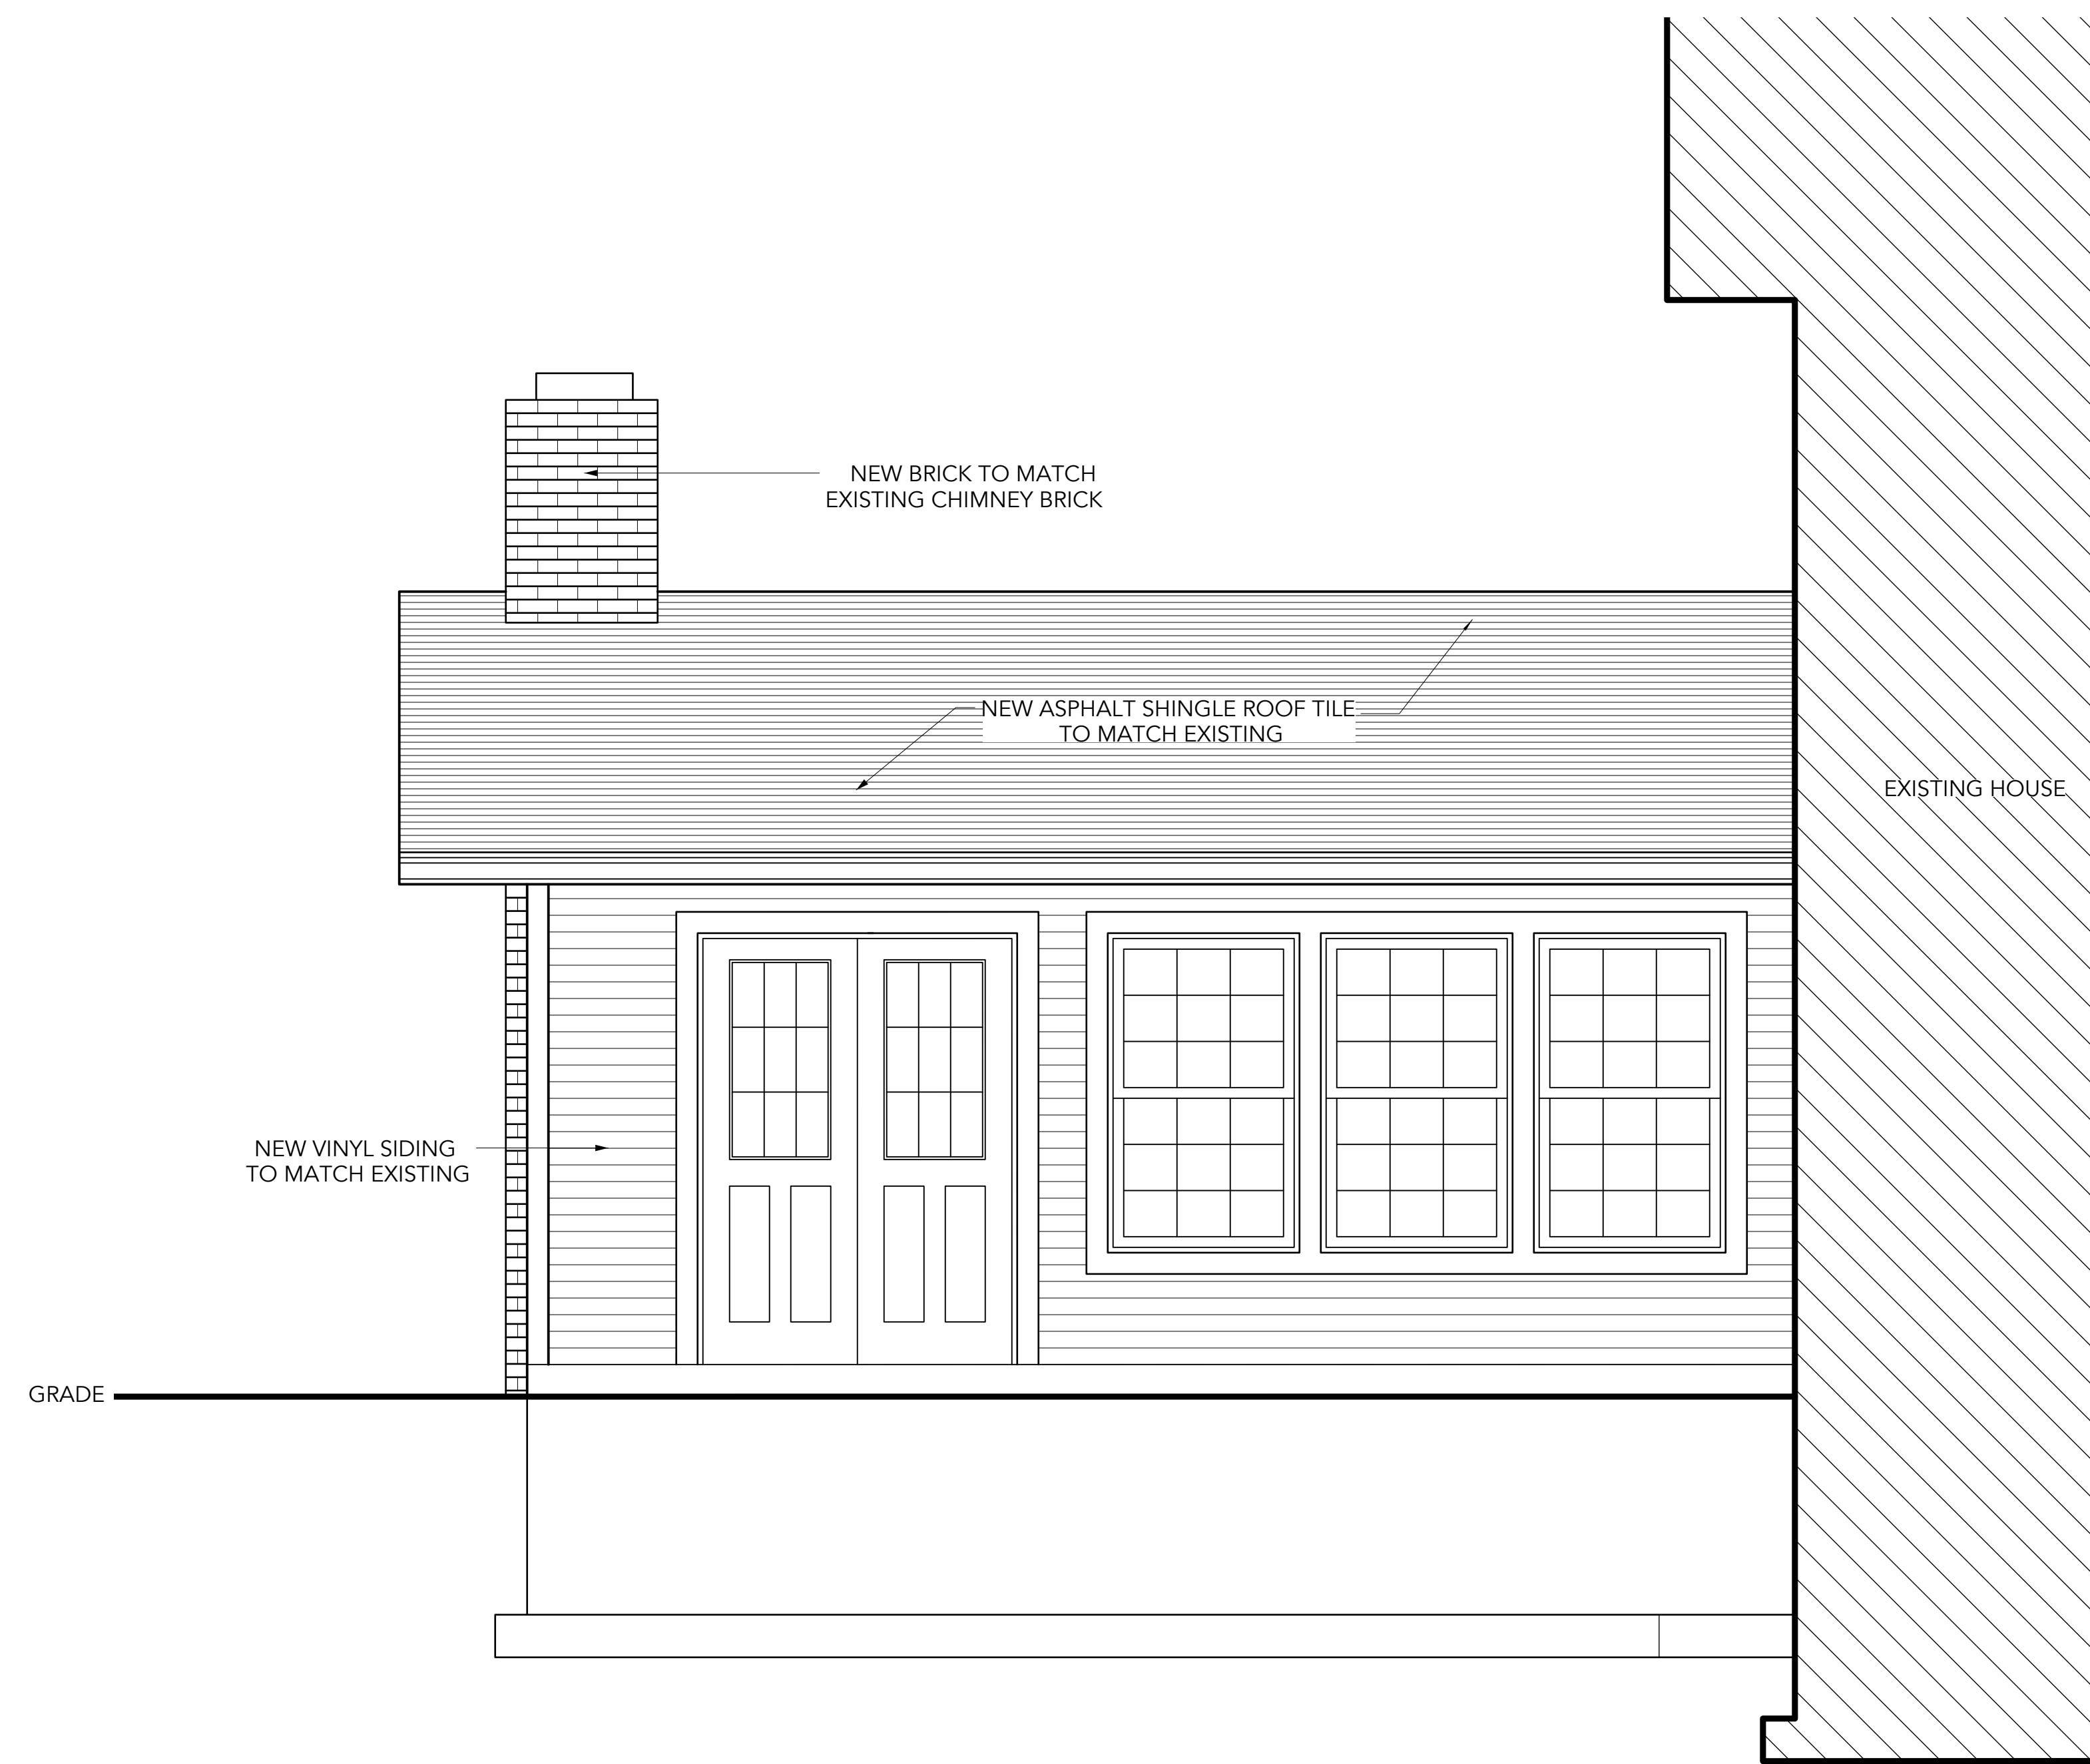 NEW BRICK TO MATCH
EXISTING CHIMNEY BRICK
NEW ASPHALT SHINGLE ROOF TILE
TO MATCH EXISTING
EXISTING HOUSE
NEW VINYL SIDING
TO MATCH EXISTING
GRADE